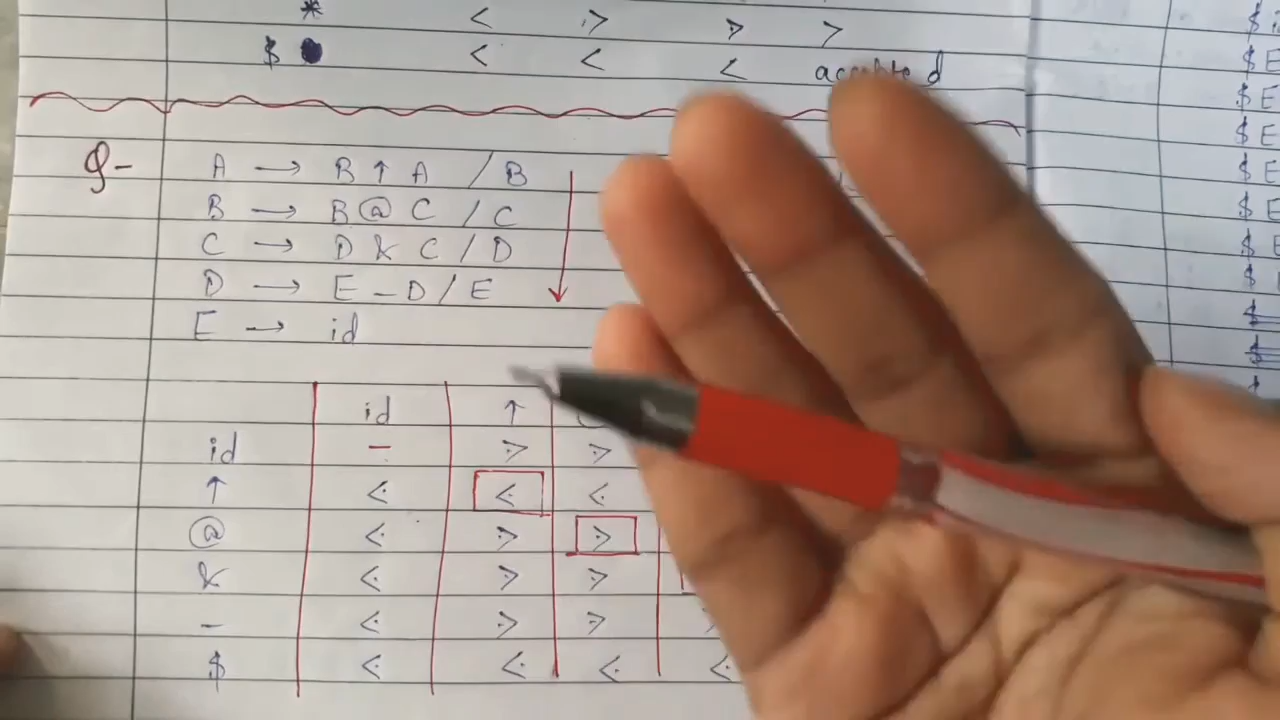 * < .> .> .>
$ < < < accepted
Q- A → B ↑ A / B
B → B @ C / C
C → D & C / D
D → E - D / E
E → id
id ↑
id - ⋗ ⋗
↑ ⋖ ⋖ ⋖
@ ⋖ ⋗ ⋗
& ⋖ ⋗ ⋗
- ⋖ ⋗ ⋗
$ ⋖ ⋖ ⋖ ⋖
$E
$E
$E
$E
$E
$E
$
$
$